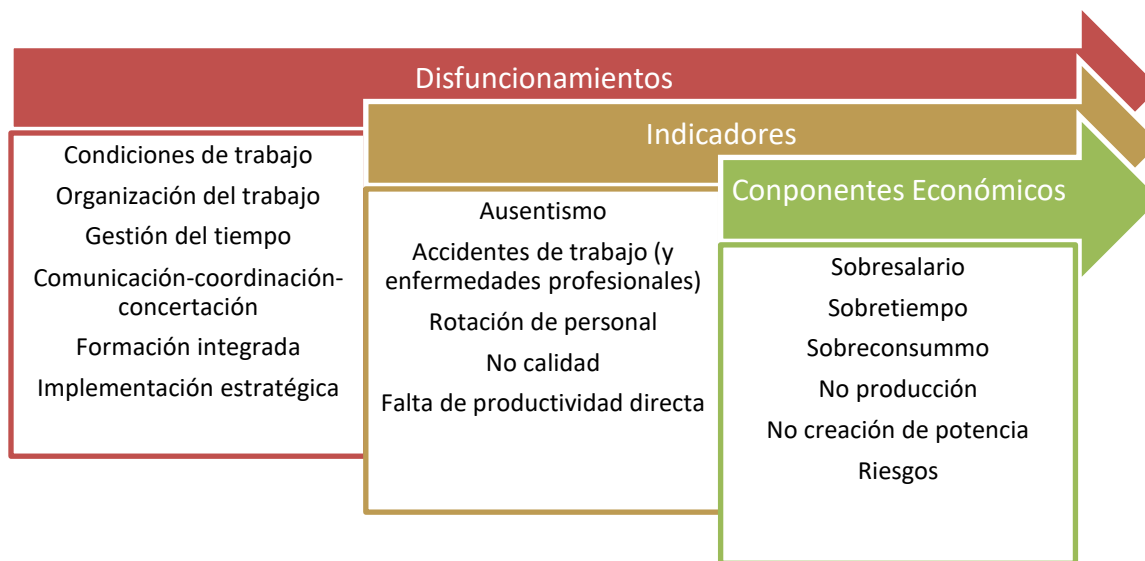 Disfuncionamientos
Condiciones de trabajo
Organización del trabajo
Gestión del tiempo
Comunicación-coordinación-
concertación
Formación integrada
Implementación estratégica
Indicadores
Ausentismo
Accidentes de trabajo (y
enfermedades profesionales)
Rotación de personal
No calidad
Falta de productividad directa
Conponentes Económicos
Sobresalario
Sobretiempo
Sobreconsummo
No producción
No creación de potencia
Riesgos